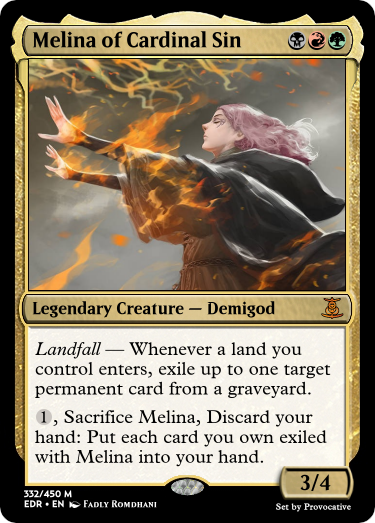 Melina of Cardinal Sin
Legendary Creature — Demigod
Landfall — Whenever a land you
control enters, exile up to one target
permanent card from a graveyard.
1, Sacrifice Melina, Discard your
hand: Put each card you own exiled
with Melina into your hand.
3/4
332/450 M
EDR • EN Fadly Romdhani
Set by Provocative